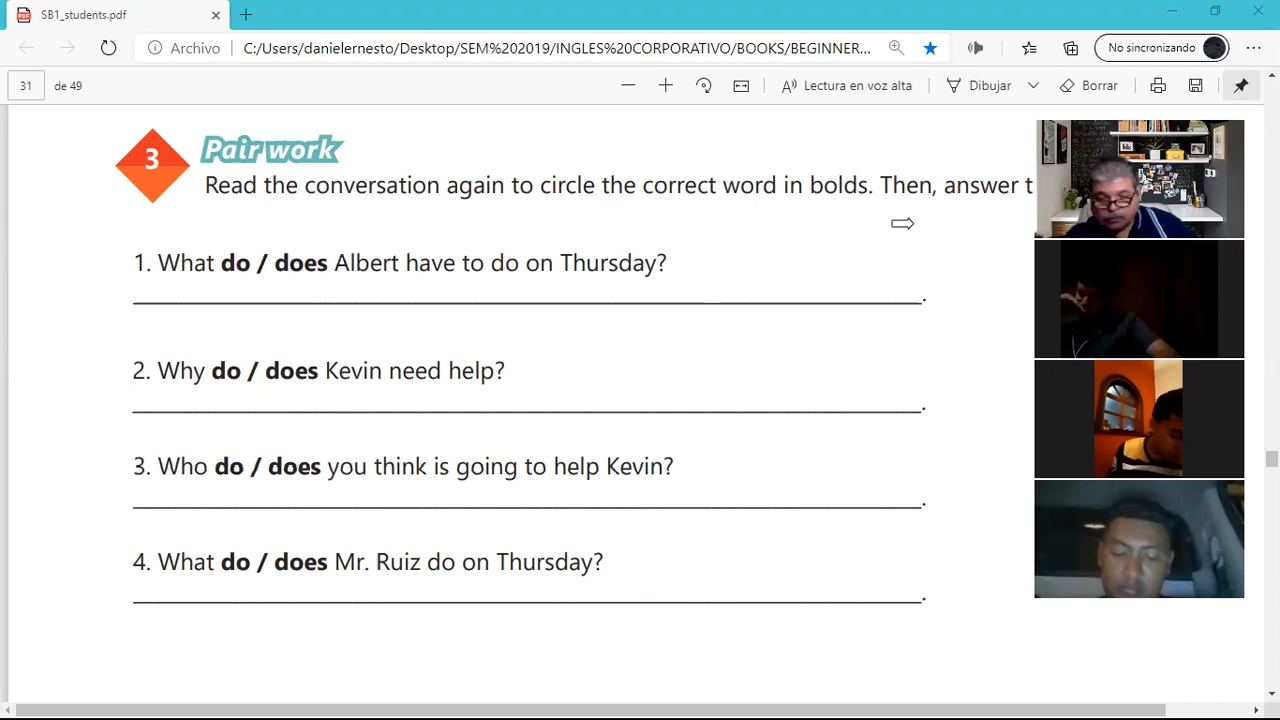 SB1_students.pdf
Archivo
C:/Users/danielernesto/Desktop/SEM%202019/INGLES%20CORPORATIVO/BOOKS/BEGINNER...
No sincronizando
31 de 49
Lectura en voz alta
Dibujar
Borrar
3
Pair work
Read the conversation again to circle the correct word in bolds. Then, answer t
1. What do / does Albert have to do on Thursday?
2. Why do / does Kevin need help?
3. Who do / does you think is going to help Kevin?
4. What do / does Mr. Ruiz do on Thursday?